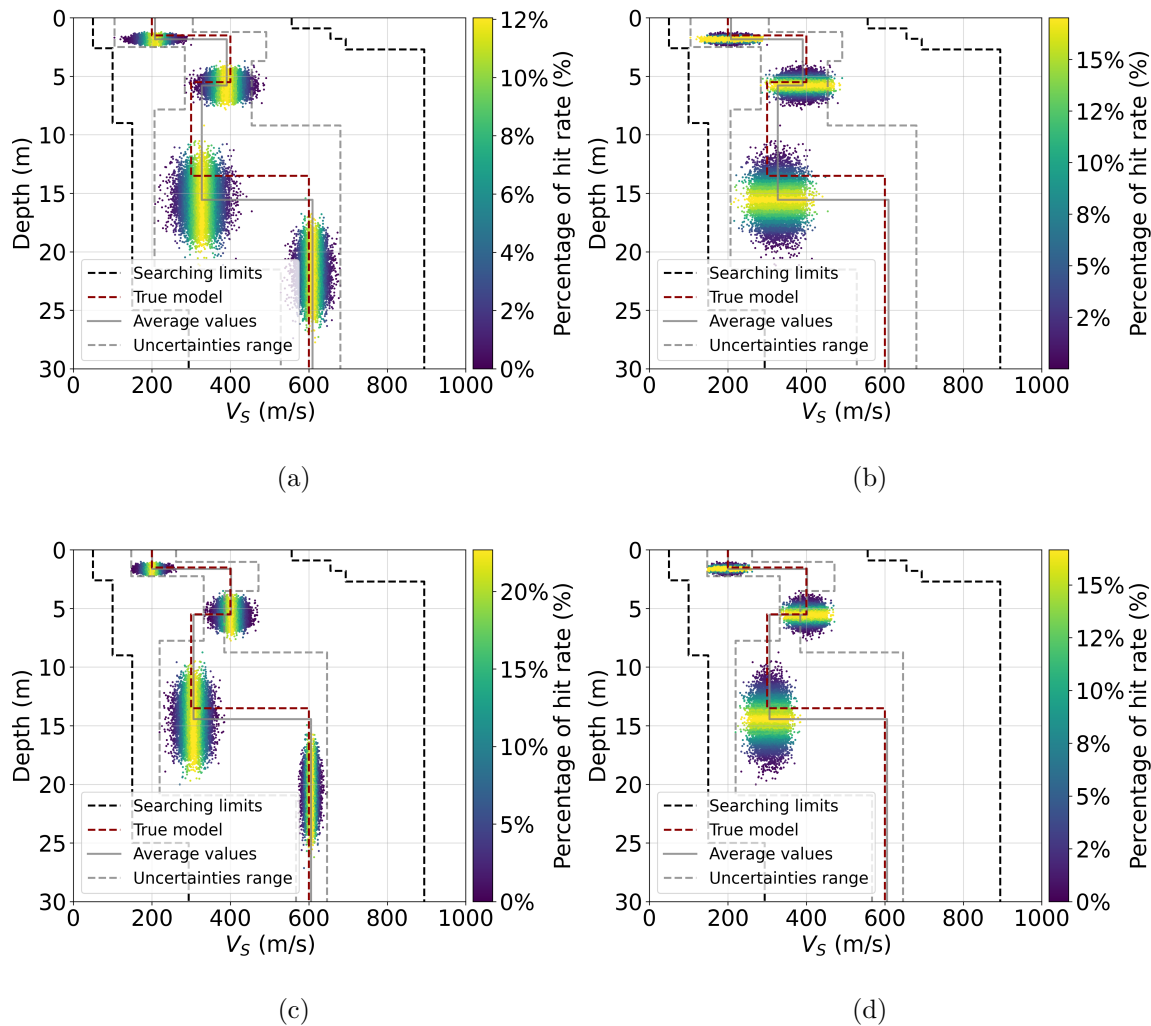 0
5
10
15
20
25
30
Depth (m)
0 200 400 600 800 1000
V_S (m/s)
Searching limits
True model
Average values
Uncertainties range
12%
10%
8%
6%
4%
2%
0%
Percentage of hit rate (%)
(a)
0
5
10
15
20
25
30
Depth (m)
0 200 400 600 800 1000
V_S (m/s)
Searching limits
True model
Average values
Uncertainties range
15%
12%
10%
8%
5%
2%
Percentage of hit rate (%)
(b)
0
5
10
15
20
25
30
Depth (m)
0 200 400 600 800 1000
V_S (m/s)
Searching limits
True model
Average values
Uncertainties range
20%
15%
10%
5%
0%
Percentage of hit rate (%)
(c)
0
5
10
15
20
25
30
Depth (m)
0 200 400 600 800 1000
V_S (m/s)
Searching limits
True model
Average values
Uncertainties range
15%
12%
10%
8%
5%
2%
0%
Percentage of hit rate (%)
(d)